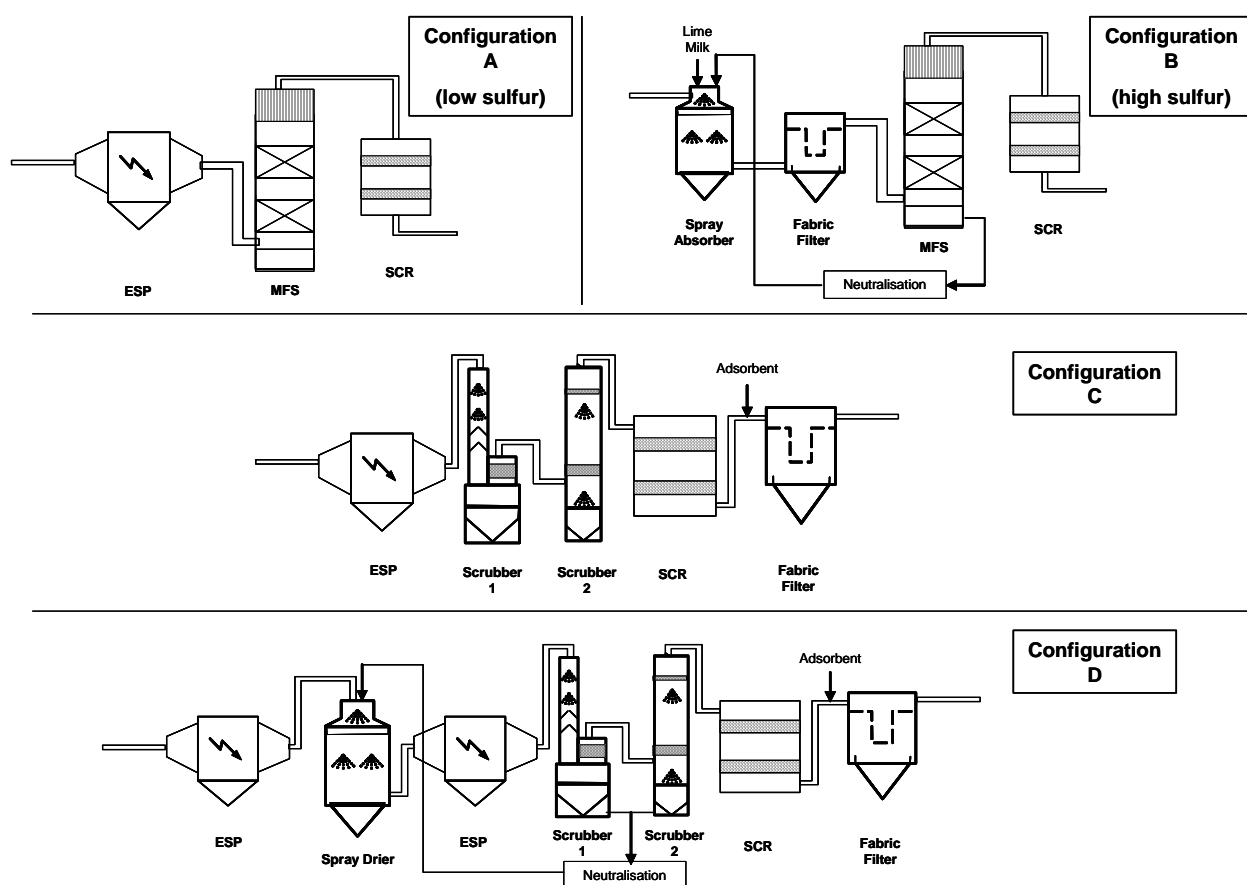 Configuration
A
(low sulfur)
ESP
MFS
SCR
Configuration
B
(high sulfur)
Lime
Milk
Spray
Absorber
Fabric
Filter
MFS
SCR
Neutralisation
Configuration
C
Adsorbent
ESP
Scrubber
1
Scrubber
2
SCR
Fabric
Filter
Configuration
D
Adsorbent
ESP
Spray Drier
ESP
Scrubber
1
Scrubber
2
SCR
Fabric
Filter
Neutralisation